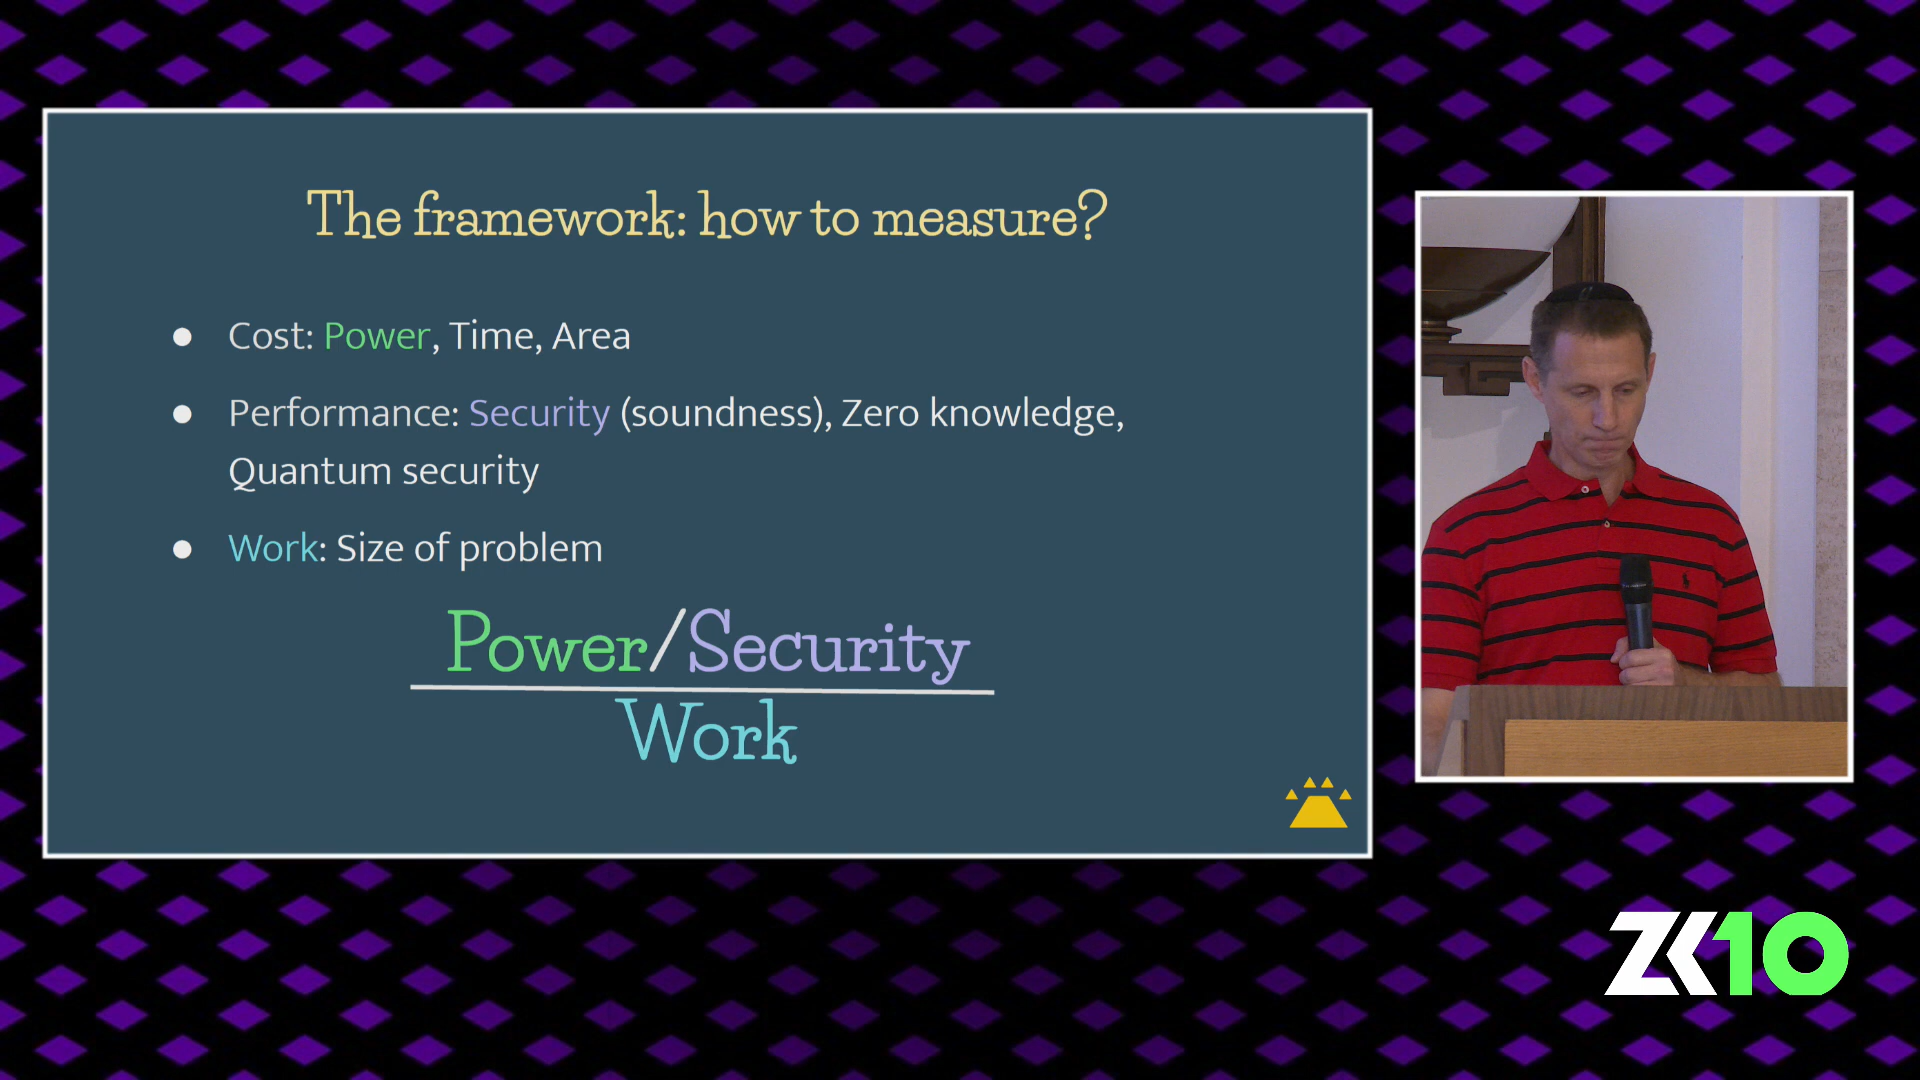 The framework: how to measure?
● Cost: Power, Time, Area
● Performance: Security (soundness), Zero knowledge,
Quantum security
● Work: Size of problem
Power/Security
Work
ZK10